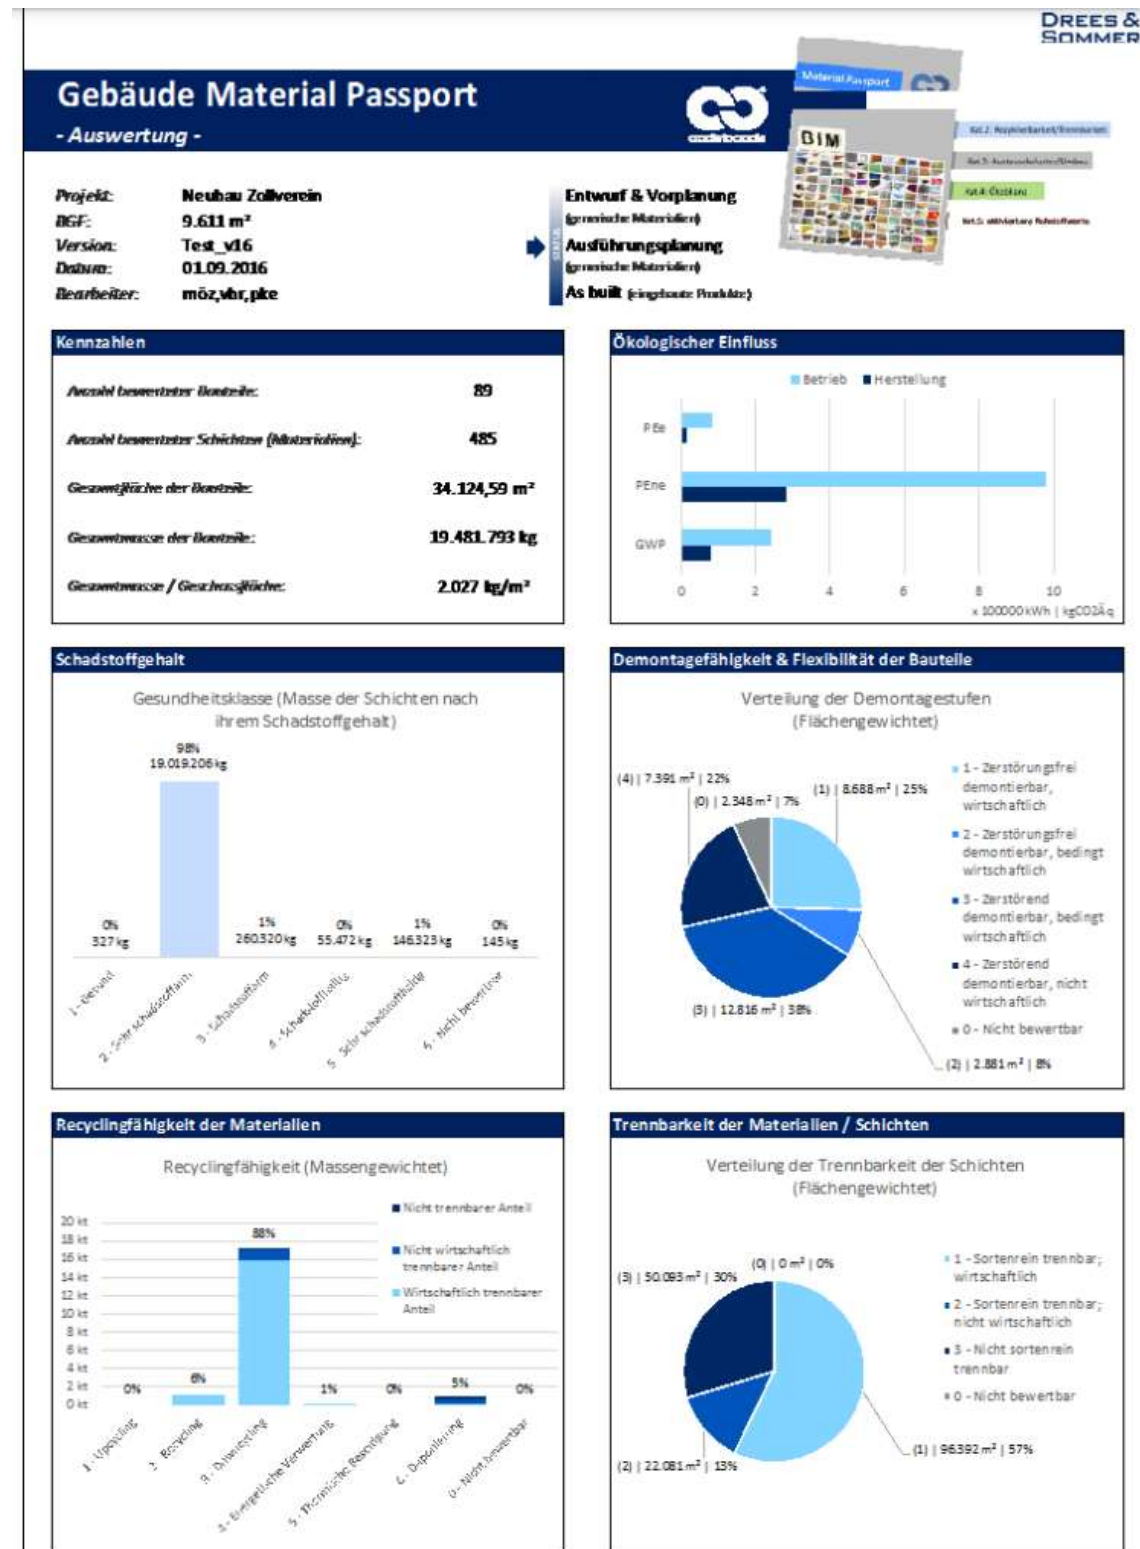 DREES &
SOMMER
Gebäude Material Passport
- Auswertung -
Material Passport
BIM
Projekt: Neubau Zollverein
BGF: 9.611 m²
Version: Test_v16
Datum: 01.09.2016
Bearbeiter: möz,vbr,pke
STATUS
Entwurf & Vorplanung
(generische Materialien)
Ausführungsplanung
(generische Materialien)
As built (eingebaute Produkte)
Kennzahlen
Anzahl bewerteter Bauteile: 89
Anzahl bewerteter Schichten (Materialien): 485
Gesamtfläche der Bauteile: 34.124,59 m²
Gesamtmasse der Bauteile: 19.481.793 kg
Gesamtmasse / Geschossfläche: 2.027 kg/m²
Ökologischer Einfluss
Betrieb Herstellung
PEe
PEne
GWP
0 2 4 6 8 10
x 100000 kWh | kgCO2Äq
Schadstoffgehalt
Gesundheitsklasse (Masse der Schichten nach
ihrem Schadstoffgehalt)
98%
19.019.206 kg
0%
327 kg
1%
260.320 kg
0%
55.472 kg
1%
146.323 kg
0%
145 kg
1 - Gesund
2 - Sehr schadstoffarm
3 - Schadstoffarm
4 - Schadstoffhaltig
5 - Sehr schadstoffhaltig
6 - Nicht bewertbar
Demontagefähigkeit & Flexibilität der Bauteile
Verteilung der Demontagestufen
(Flächengewichtet)
(4) | 7.391 m² | 22%
(0) | 2.348 m² | 7%
(1) | 8.688 m² | 25%
(3) | 12.816 m² | 38%
(2) | 2.881 m² | 8%
1 - Zerstörungsfrei
demontierbar,
wirtschaftlich
2 - Zerstörungsfrei
demontierbar, bedingt
wirtschaftlich
3 - Zerstörend
demontierbar, bedingt
wirtschaftlich
4 - Zerstörend
demontierbar, nicht
wirtschaftlich
0 - Nicht bewertbar
Recyclingfähigkeit der Materialien
Recyclingfähigkeit (Massengewichtet)
Nicht trennbarer Anteil
Nicht wirtschaftlich
trennbarer Anteil
Wirtschaftlich trennbarer
Anteil
20 kt
18 kt
16 kt
14 kt
12 kt
10 kt
8 kt
6 kt
4 kt
2 kt
0 kt
0% 6% 88% 1% 0% 5% 0%
1 - Upcycling
2 - Recycling
3 - Downcycling
4 - Energetische Verwertung
5 - Thermische Beseitigung
6 - Deponierung
0 - Nicht bewertbar
Trennbarkeit der Materialien / Schichten
Verteilung der Trennbarkeit der Schichten
(Flächengewichtet)
(0) | 0 m² | 0%
(3) | 50.093 m² | 30%
(2) | 22.081 m² | 13%
(1) | 96.392 m² | 57%
1 - Sortenrein trennbar;
wirtschaftlich
2 - Sortenrein trennbar;
nicht wirtschaftlich
3 - Nicht sortenrein
trennbar
0 - Nicht bewertbar